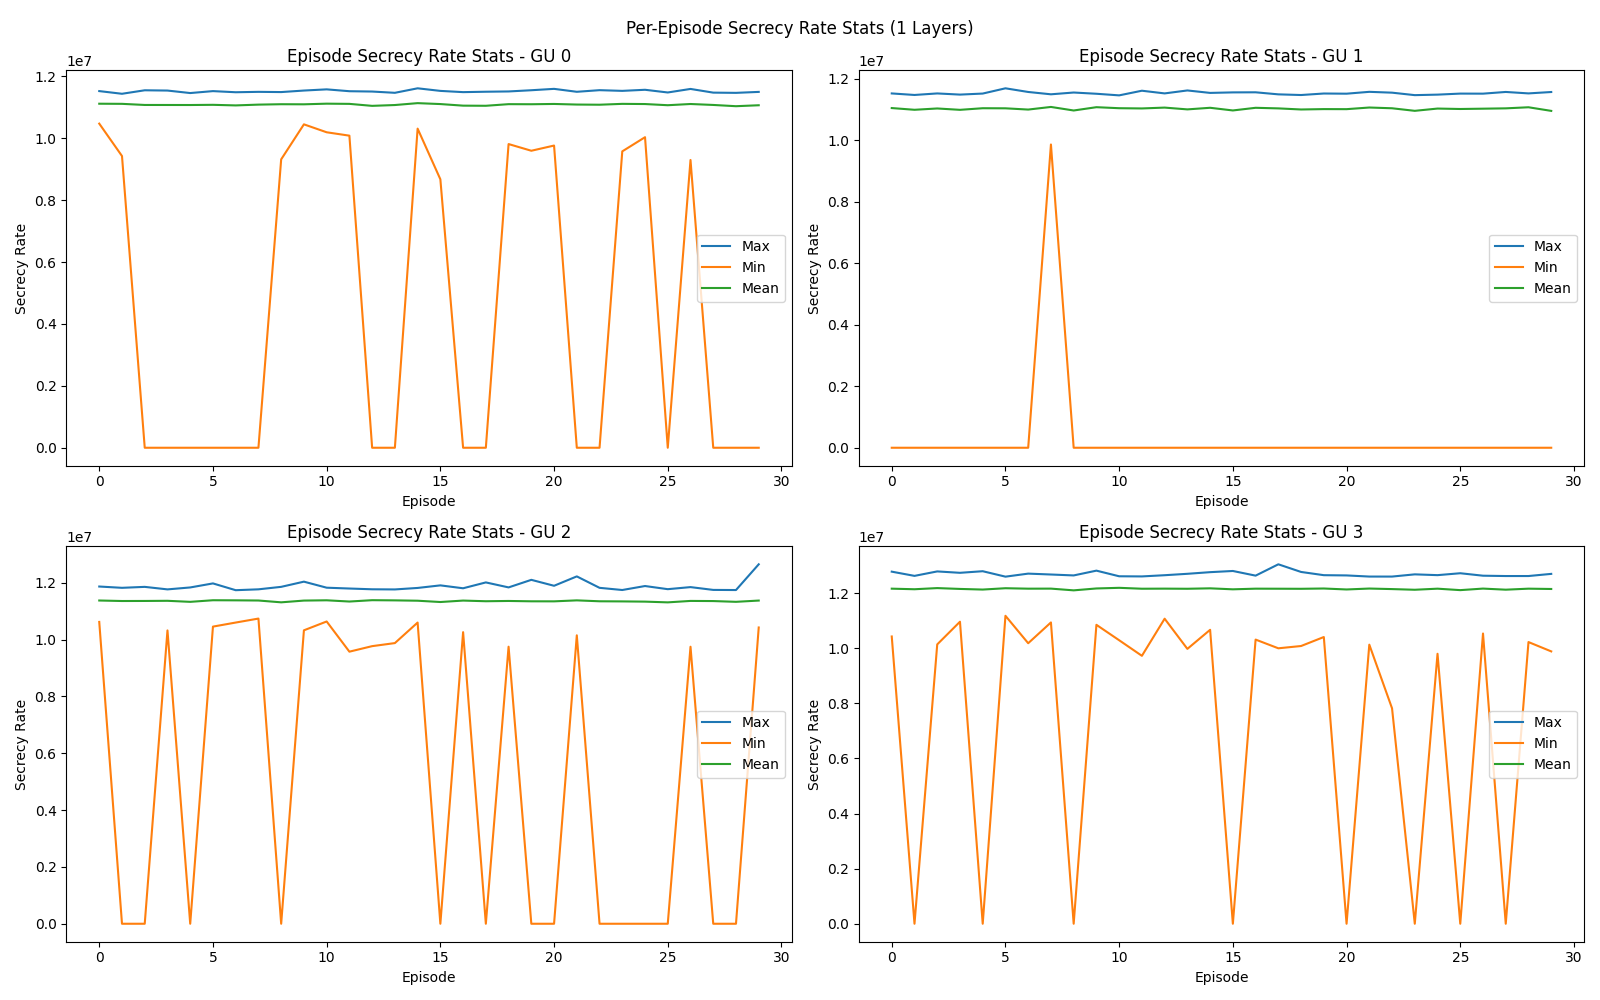 Per-Episode Secrecy Rate Stats (1 Layers)
Episode Secrecy Rate Stats - GU 0
1e7
1.2
1.0
0.8
0.6
0.4
0.2
0.0
Secrecy Rate
Max
Min
Mean
0 5 10 15 20 25 30
Episode
Episode Secrecy Rate Stats - GU 1
1e7
1.2
1.0
0.8
0.6
0.4
0.2
0.0
Secrecy Rate
Max
Min
Mean
0 5 10 15 20 25 30
Episode
Episode Secrecy Rate Stats - GU 2
1e7
1.2
1.0
0.8
0.6
0.4
0.2
0.0
Secrecy Rate
Max
Min
Mean
0 5 10 15 20 25 30
Episode
Episode Secrecy Rate Stats - GU 3
1e7
1.2
1.0
0.8
0.6
0.4
0.2
0.0
Secrecy Rate
Max
Min
Mean
0 5 10 15 20 25 30
Episode